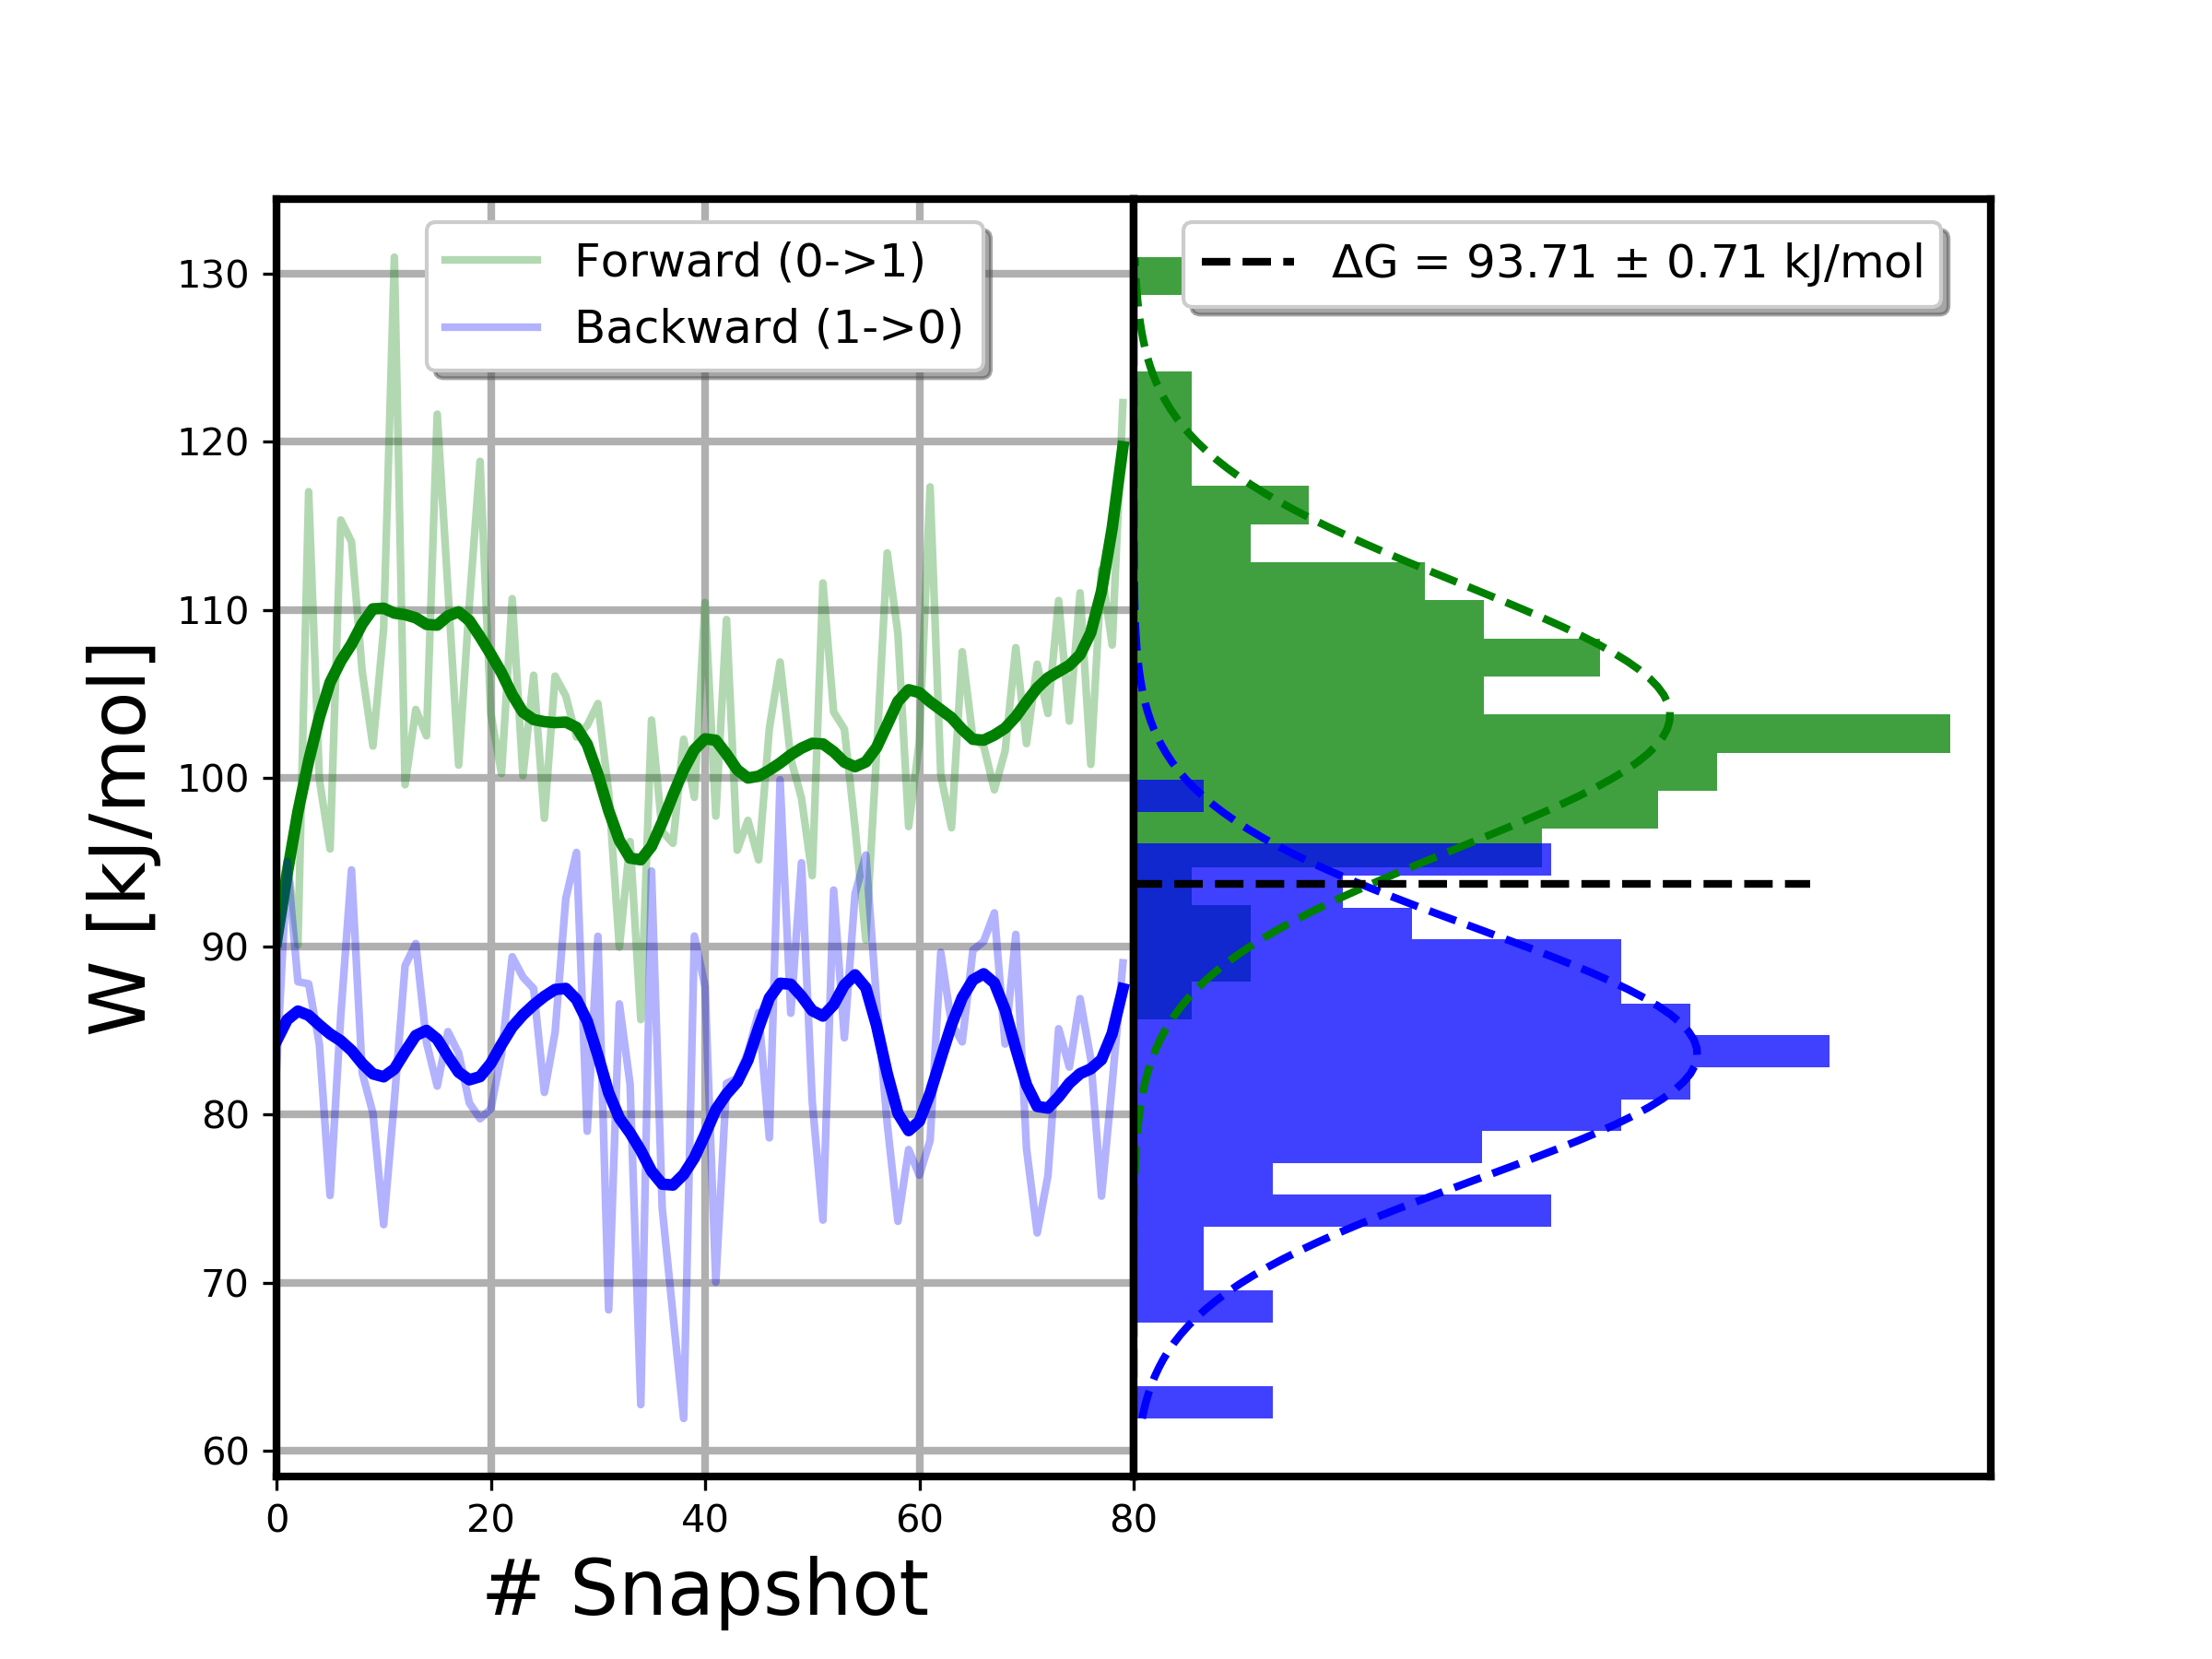 Forward (0->1)
Backward (1->0)
ΔG = 93.71 ± 0.71 kJ/mol
130
120
110
100
90
80
70
60
W [kJ/mol]
0 20 40 60 80
# Snapshot